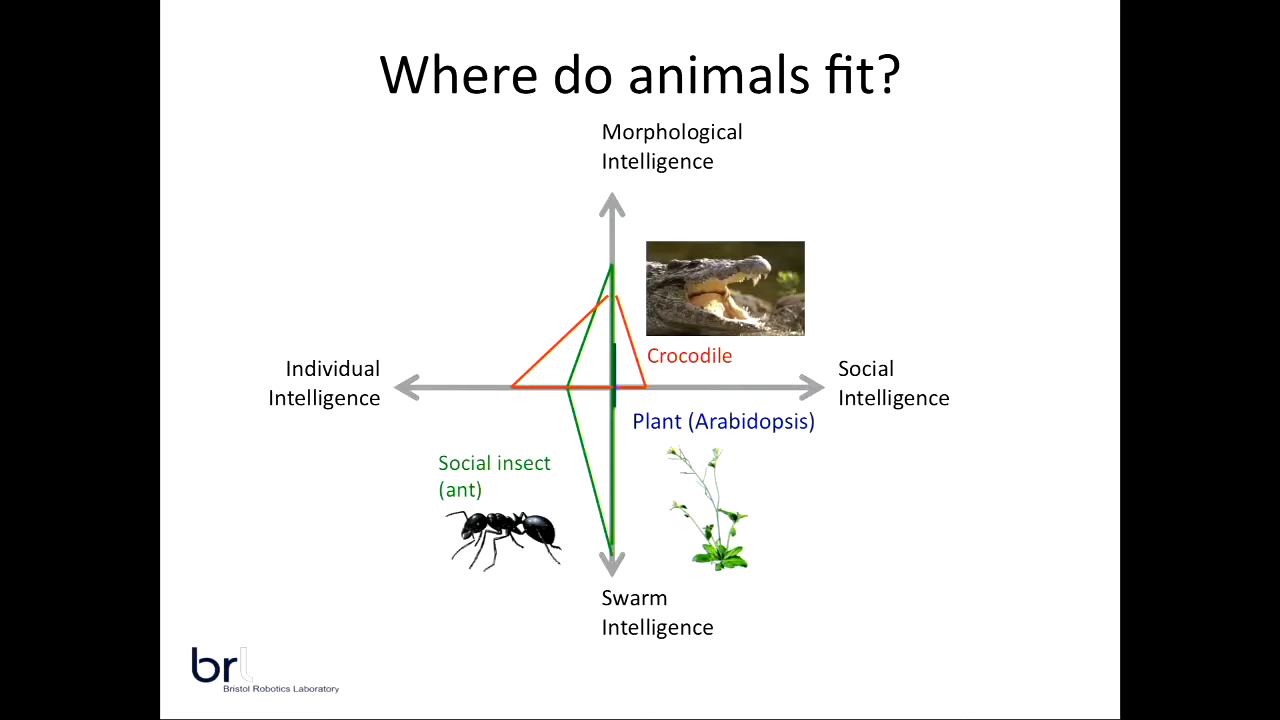 Where do animals fit?
Morphological
Intelligence
Crocodile
Individual
Intelligence
Social
Intelligence
Plant (Arabidopsis)
Social insect
(ant)
Swarm
Intelligence
brl
Bristol Robotics Laboratory